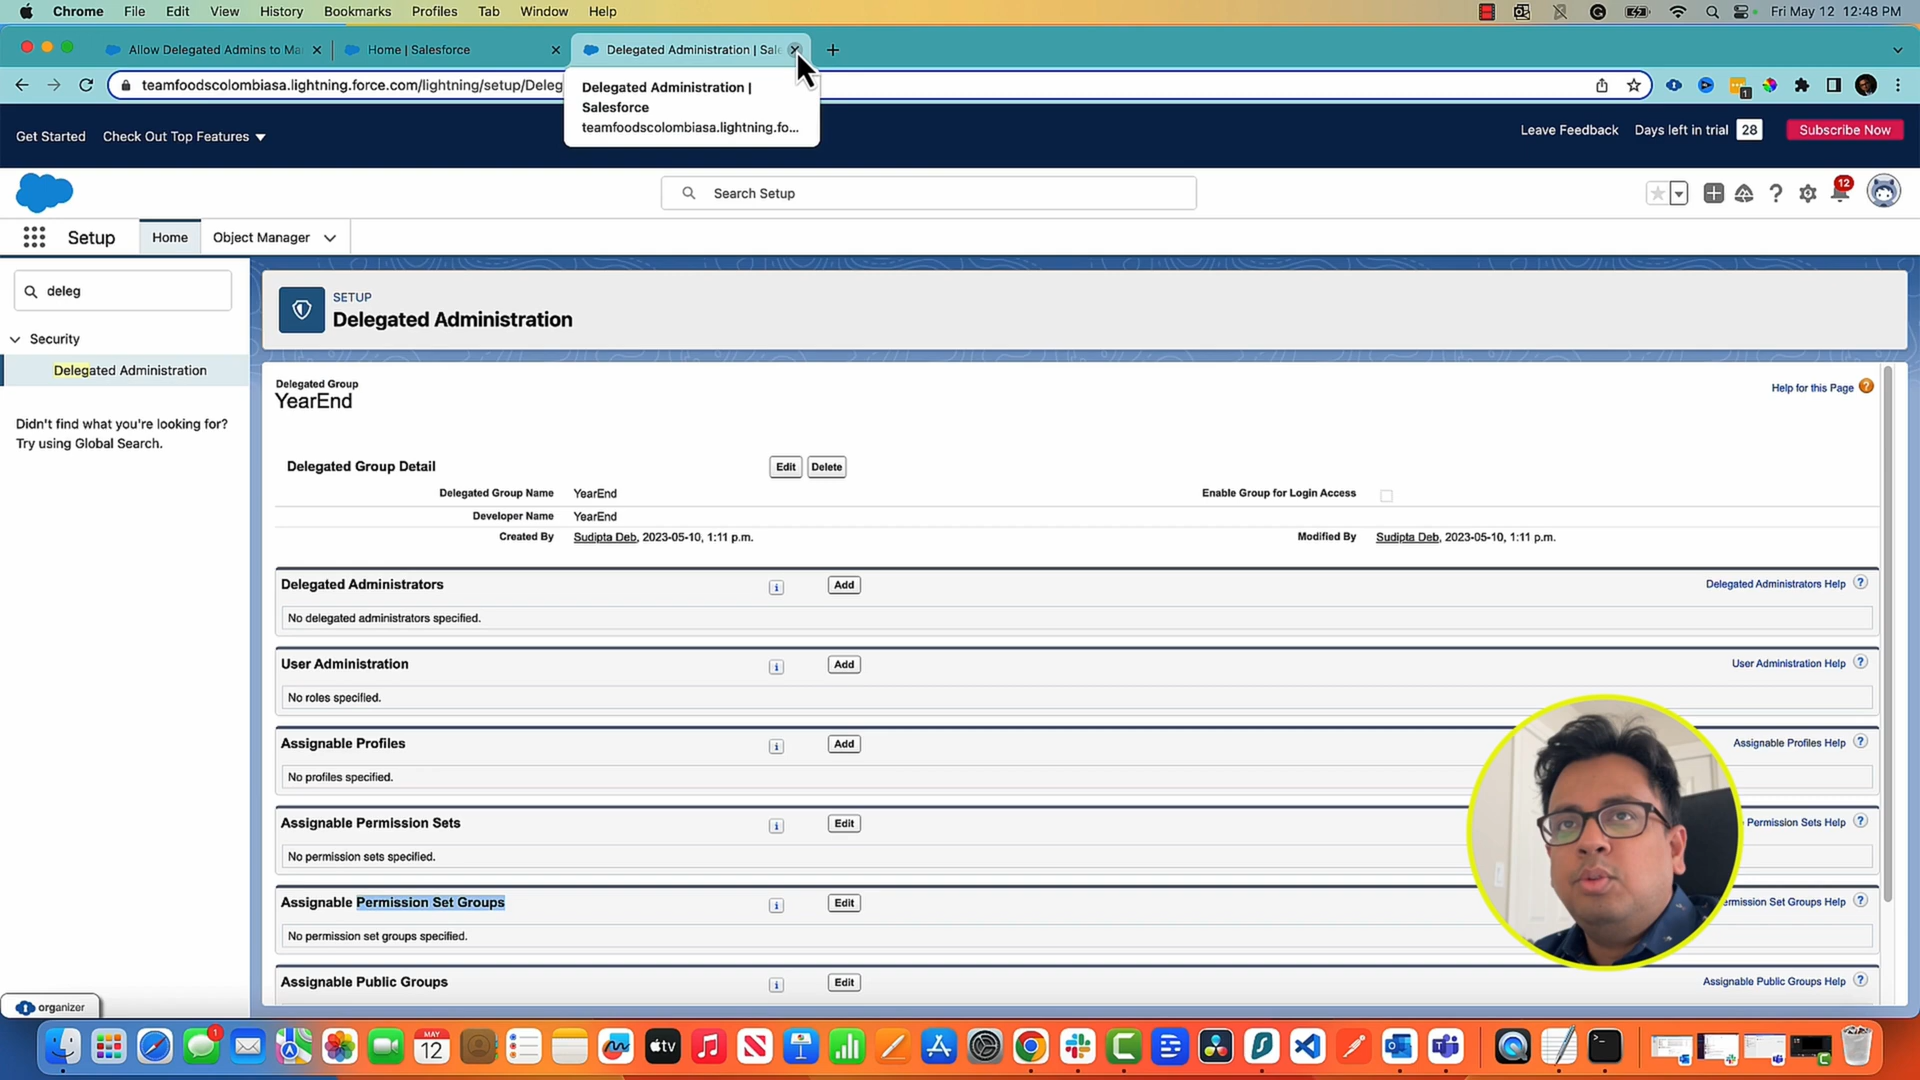 Chrome File Edit View History Bookmarks Profiles Tab Window Help
Fri May 12 12:48 PM
Allow Delegated Admins to Ma
Home | Salesforce
Delegated Administration | Sale
teamfoodscolombiasa.lightning.force.com/lightning/setup/Deleg
Delegated Administration |
Salesforce
teamfoodscolombiasa.lightning.fo...
1
Get Started
Check Out Top Features
Leave Feedback
Days left in trial 28
Subscribe Now
Search Setup
12
Setup
Home
Object Manager
deleg
Security
Delegated Administration
Didn't find what you're looking for?
Try using Global Search.
SETUP
Delegated Administration
Delegated Group
YearEnd
Help for this Page
Delegated Group Detail
Edit
Delete
Delegated Group Name YearEnd
Enable Group for Login Access
Developer Name YearEnd
Created By Sudipta Deb, 2023-05-10, 1:11 p.m.
Modified By Sudipta Deb, 2023-05-10, 1:11 p.m.
Delegated Administrators
Add
Delegated Administrators Help
No delegated administrators specified.
User Administration
Add
User Administration Help
No roles specified.
Assignable Profiles
Add
Assignable Profiles Help
No profiles specified.
Assignable Permission Sets
Edit
Permission Sets Help
No permission sets specified.
Assignable Permission Set Groups
Edit
ermission Set Groups Help
No permission set groups specified.
Assignable Public Groups
Edit
Assignable Public Groups Help
organizer
1
MAY
12
tv